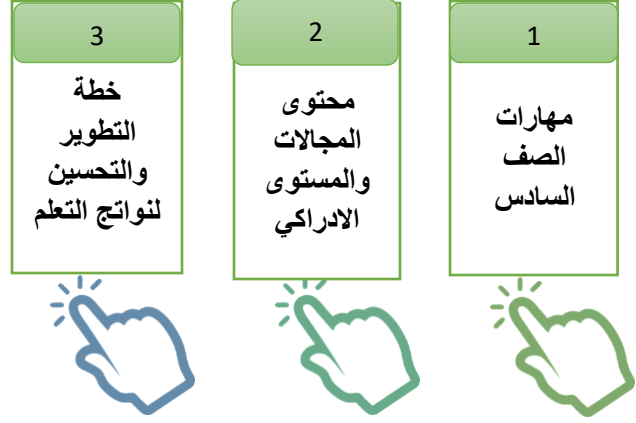 1
مهارات
الصف
السادس
2
محتوى
المجالات
والمستوى
الادراكي
3
خطة
التطوير
والتحسين
لنواتج التعلم